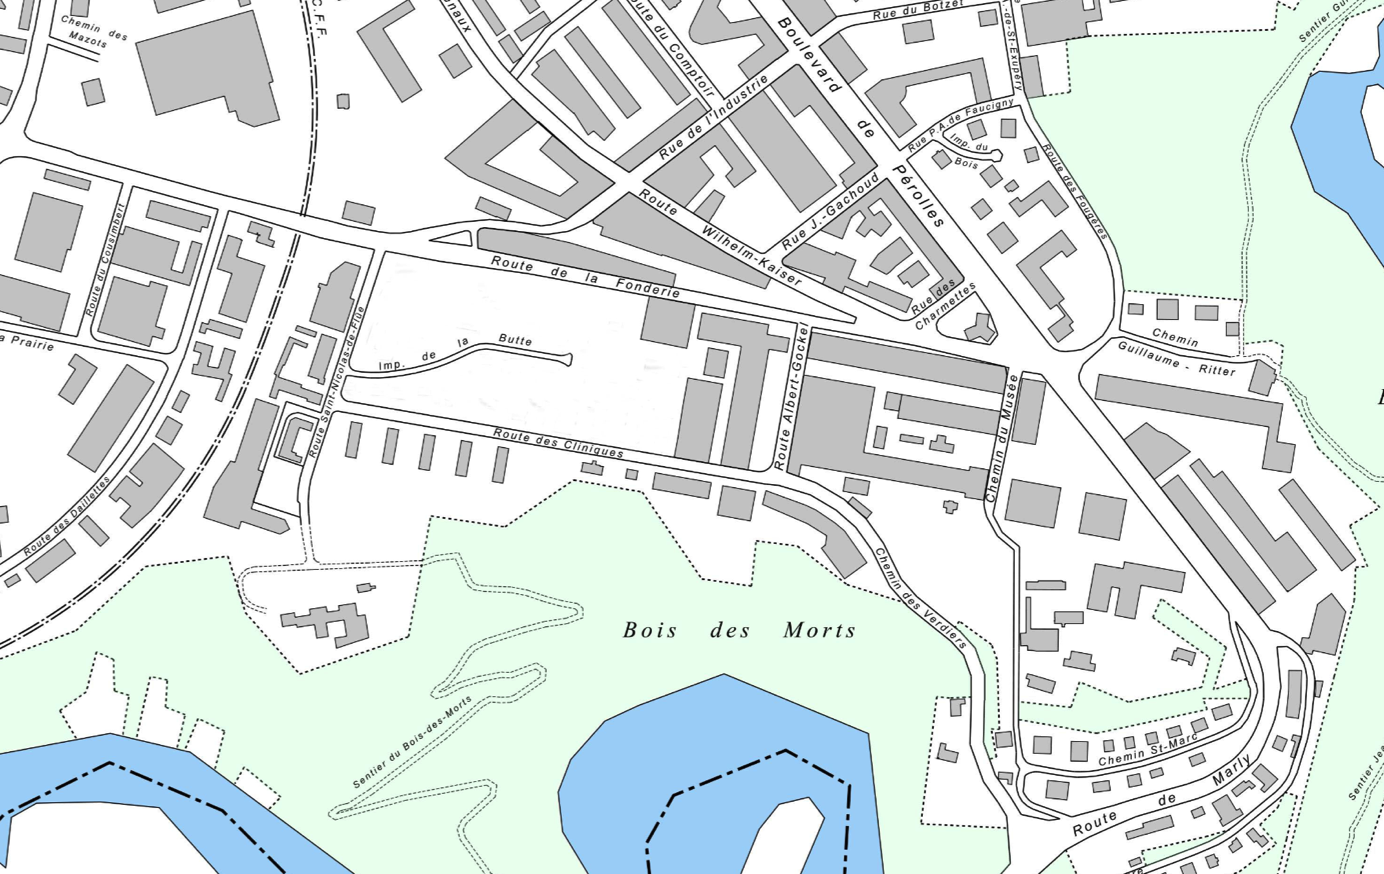 Chemin des
Mazots
C.F.F.
Route du Comptoir
Boulevard de Pérolles
Rue du Botzet
Sentier
Rue de l'Industrie
Rue P.A.de Faucigny
Imp. du
Bois
Route des Fougères
Route du Cousimbert
Route Wilhelm-Kaiser
Rue J.-Gachoud
Route de la Fonderie
Rue des
Charmettes
Chemin
Guillaume - Ritter
Imp. de la Butte
Route Saint-Nicolas-de-Flüe
Route Albert-Gockel
Chemin du Musée
Route des Cliniques
Route des Daillettes
Chemin des Verdiers
Bois des Morts
Sentier du Bois-des-Morts
Chemin St-Marc
Route de Marly
Sentier